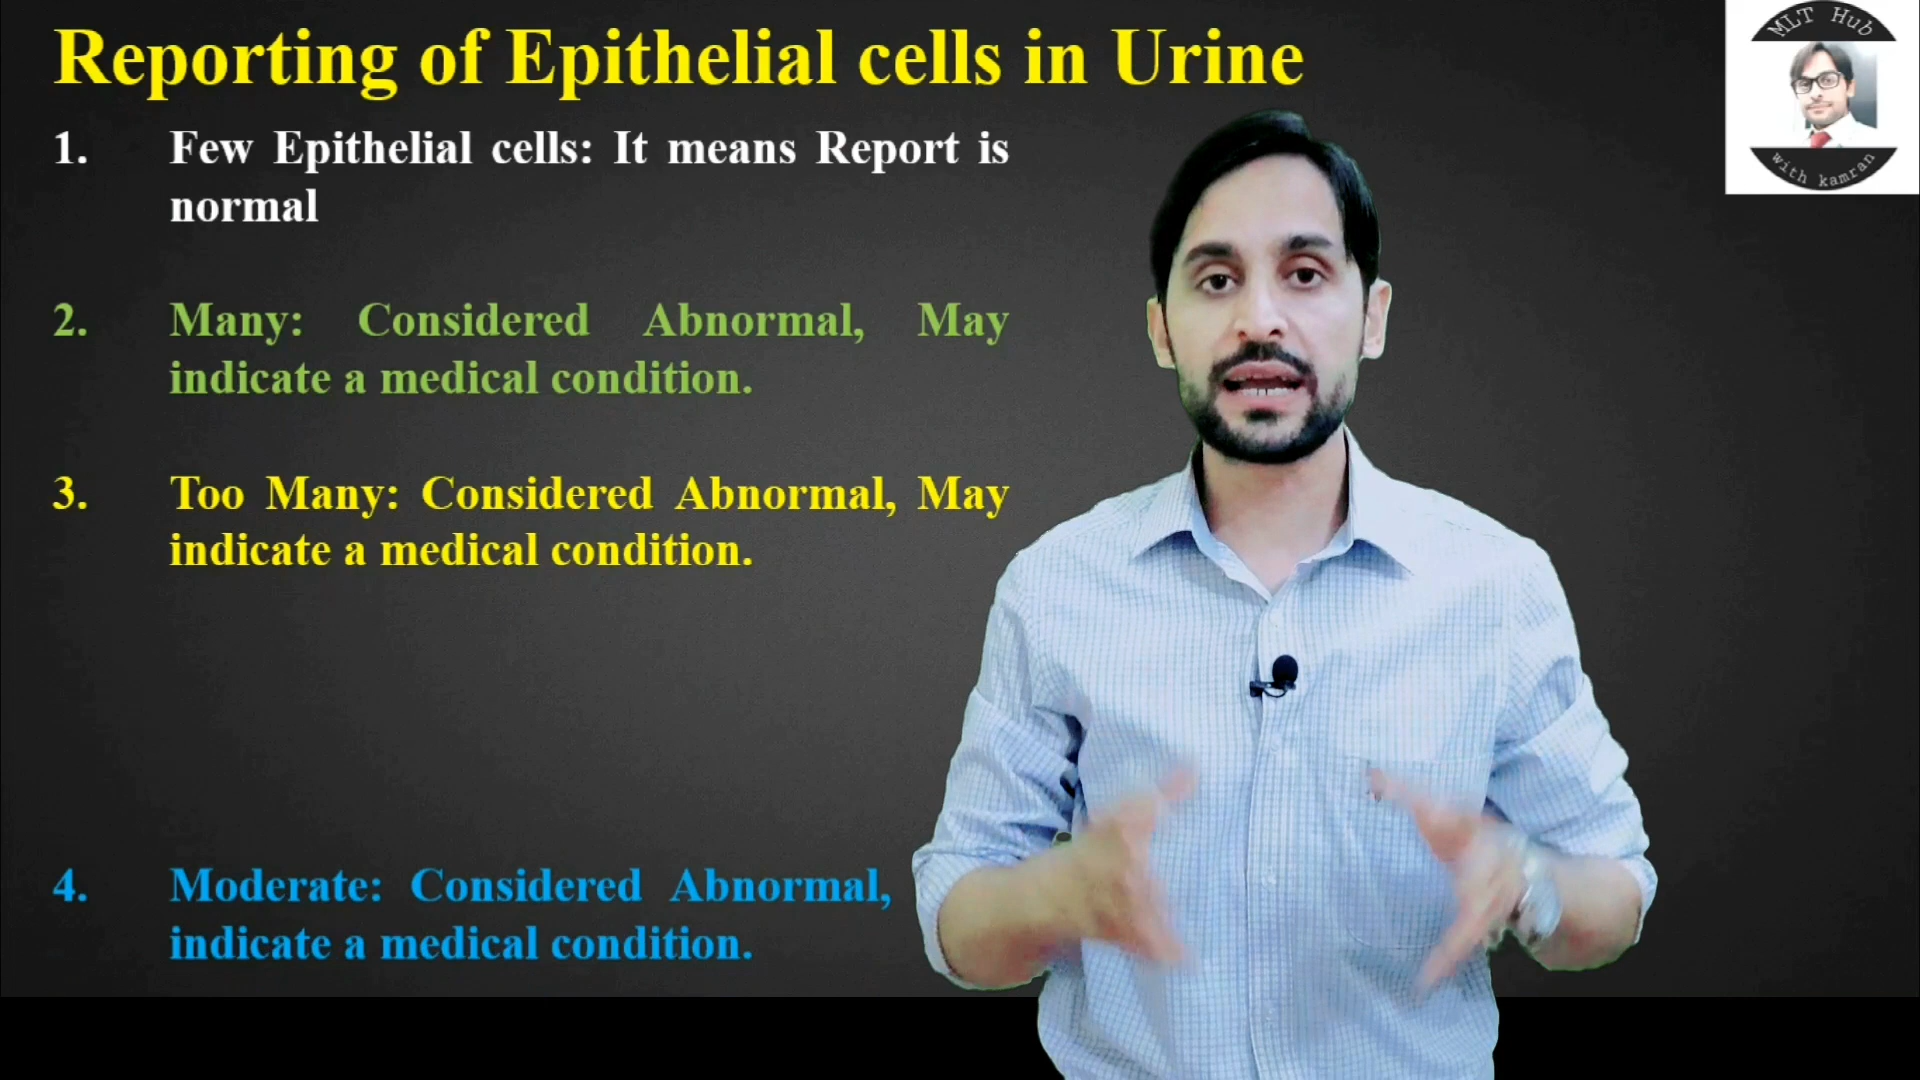 Reporting of Epithelial cells in Urine
1. Few Epithelial cells: It means Report is
normal
2. Many: Considered Abnormal, May
indicate a medical condition.
3. Too Many: Considered Abnormal, May
indicate a medical condition.
4. Moderate: Considered Abnormal,
indicate a medical condition.
MLT Hub
with kamran